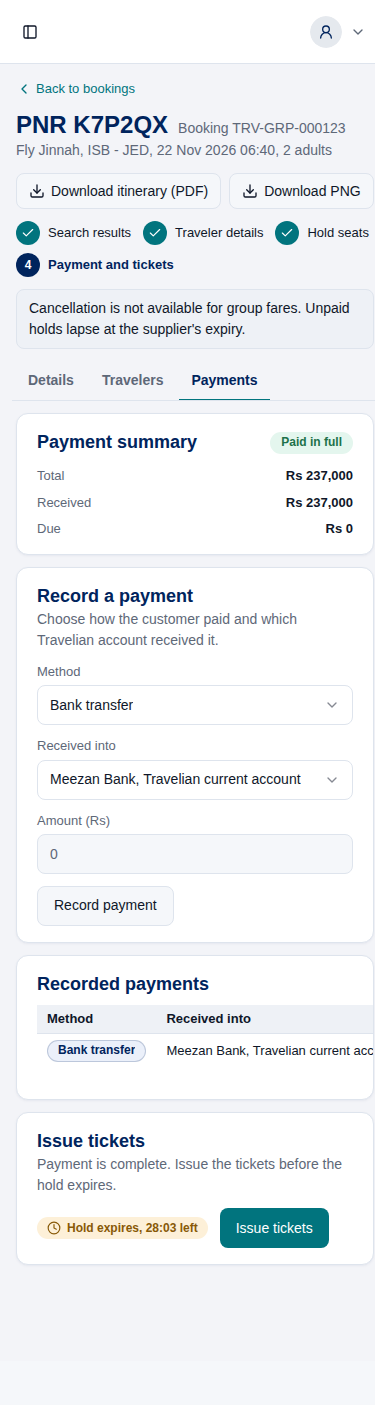 Back to bookings
PNR K7P2QX Booking TRV-GRP-000123
Fly Jinnah, ISB - JED, 22 Nov 2026 06:40, 2 adults
Download itinerary (PDF) Download PNG
Search results Traveler details Hold seats
4 Payment and tickets
Cancellation is not available for group fares. Unpaid
holds lapse at the supplier's expiry.
Details Travelers Payments
Payment summary Paid in full
Total Rs 237,000
Received Rs 237,000
Due Rs 0
Record a payment
Choose how the customer paid and which
Travelian account received it.
Method
Bank transfer
Received into
Meezan Bank, Travelian current account
Amount (Rs)
0
Record payment
Recorded payments
Method Received into
Bank transfer Meezan Bank, Travelian current acc
Issue tickets
Payment is complete. Issue the tickets before the
hold expires.
Hold expires, 28:03 left Issue tickets